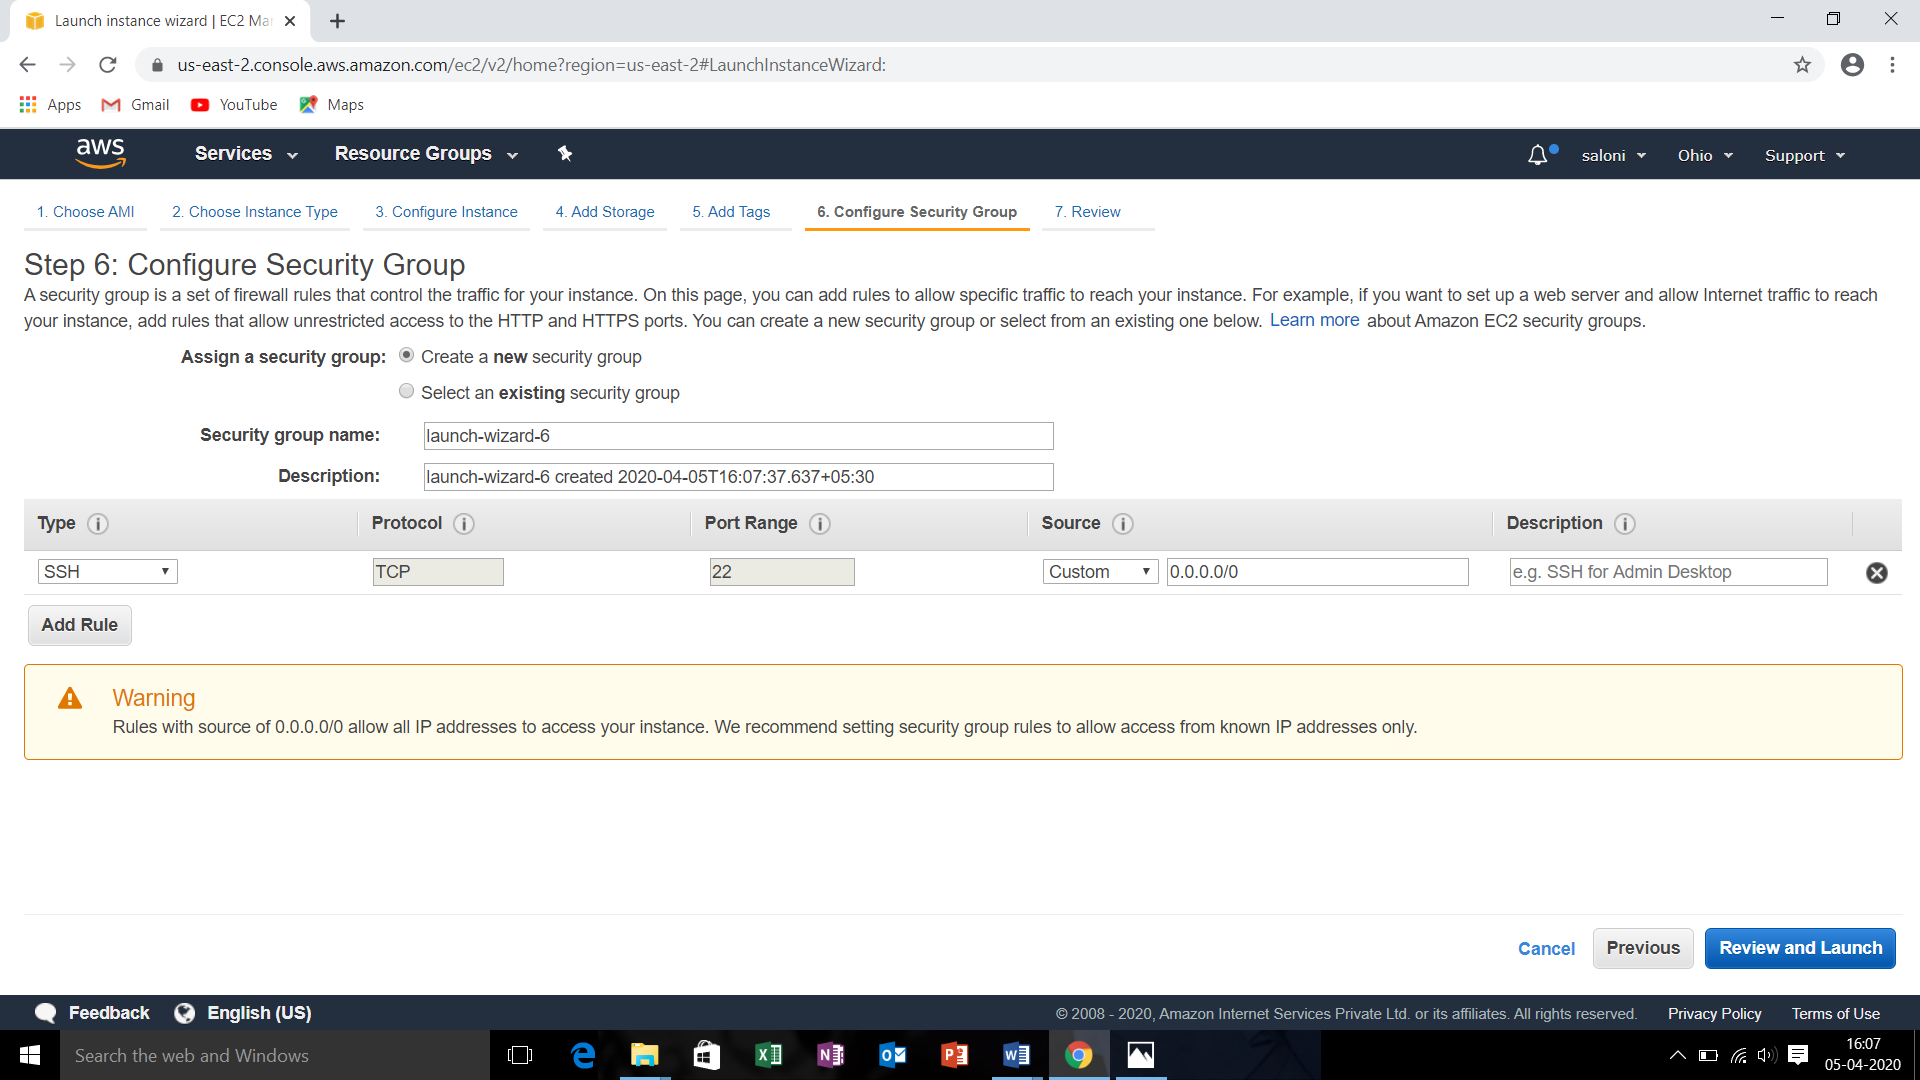 Launch instance wizard | EC2 Mar
us-east-2.console.aws.amazon.com/ec2/v2/home?region=us-east-2#LaunchInstanceWizard:
Apps Gmail YouTube Maps
aws Services Resource Groups saloni Ohio Support
1. Choose AMI 2. Choose Instance Type 3. Configure Instance 4. Add Storage 5. Add Tags 6. Configure Security Group 7. Review
Step 6: Configure Security Group
A security group is a set of firewall rules that control the traffic for your instance. On this page, you can add rules to allow specific traffic to reach your instance. For example, if you want to set up a web server and allow Internet traffic to reach
your instance, add rules that allow unrestricted access to the HTTP and HTTPS ports. You can create a new security group or select from an existing one below. Learn more about Amazon EC2 security groups.
Assign a security group: Create a new security group
Select an existing security group
Security group name: launch-wizard-6
Description: launch-wizard-6 created 2020-04-05T16:07:37.637+05:30
Type i Protocol i Port Range i Source i Description i
SSH TCP 22 Custom 0.0.0.0/0 e.g. SSH for Admin Desktop
Add Rule
Warning
Rules with source of 0.0.0.0/0 allow all IP addresses to access your instance. We recommend setting security group rules to allow access from known IP addresses only.
Cancel Previous Review and Launch
Feedback English (US) © 2008 - 2020, Amazon Internet Services Private Ltd. or its affiliates. All rights reserved. Privacy Policy Terms of Use
Search the web and Windows
16:07
05-04-2020